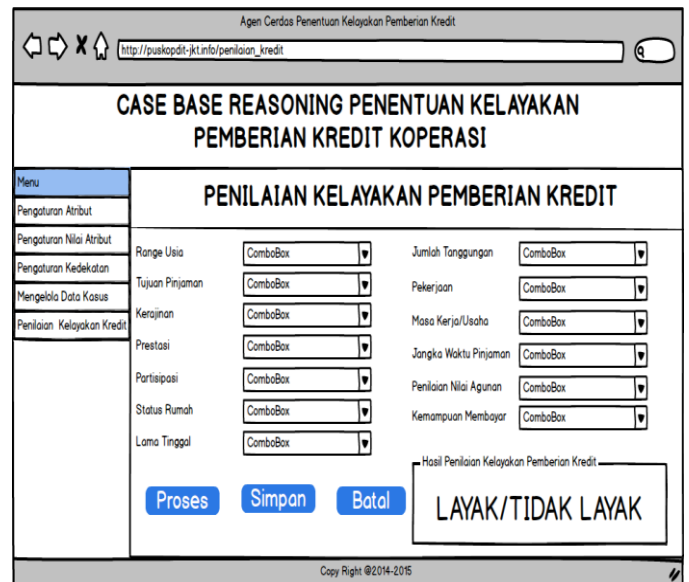 Agen Cerdas Penentuan Kelayakan Pemberian Kredit
http://puskopdit-jkt.info/penilaian_kredit
CASE BASE REASONING PENENTUAN KELAYAKAN
PEMBERIAN KREDIT KOPERASI
Menu
Pengaturan Atribut
Pengaturan Nilai Atribut
Pengaturan Kedekatan
Mengelola Data Kasus
Penilaian Kelayakan Kredit
PENILAIAN KELAYAKAN PEMBERIAN KREDIT
Range Usia ComboBox
Tujuan Pinjaman ComboBox
Kerajinan ComboBox
Prestasi ComboBox
Partisipasi ComboBox
Status Rumah ComboBox
Lama Tinggal ComboBox
Jumlah Tanggungan ComboBox
Pekerjaan ComboBox
Masa Kerja/Usaha ComboBox
Jangka Waktu Pinjaman ComboBox
Penilaian Nilai Agunan ComboBox
Kemampuan Membayar ComboBox
Proses Simpan Batal
Hasil Penilaian Kelayakan Pemberian Kredit
LAYAK/TIDAK LAYAK
Copy Right @2014-2015